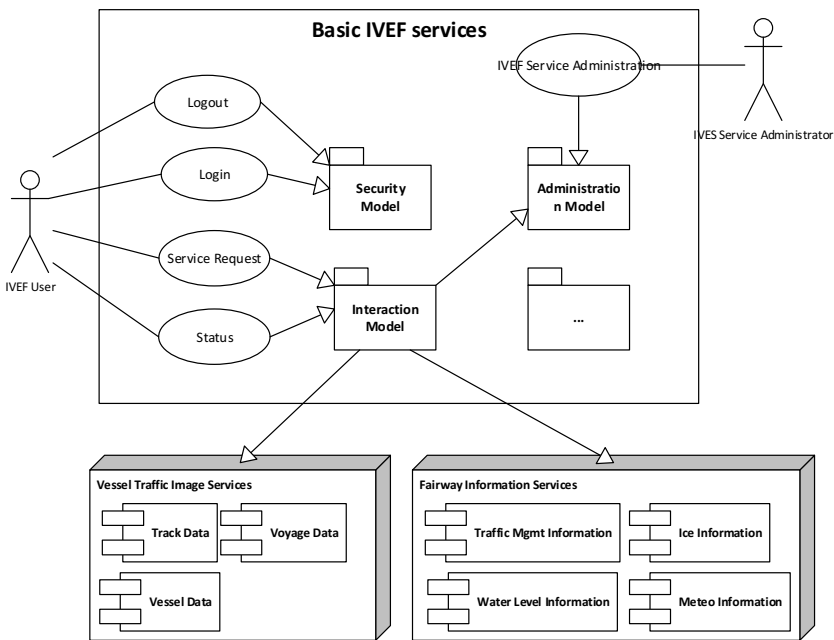 Basic IVEF services
IVEF Service Administration
IVES Service Administrator
Logout
Login
Security
Model
Administratio
n Model
IVEF User
Service Request
Interaction
Model
...
Status
Vessel Traffic Image Services
Track Data
Voyage Data
Vessel Data
Fairway Information Services
Traffic Mgmt Information
Ice Information
Water Level Information
Meteo Information